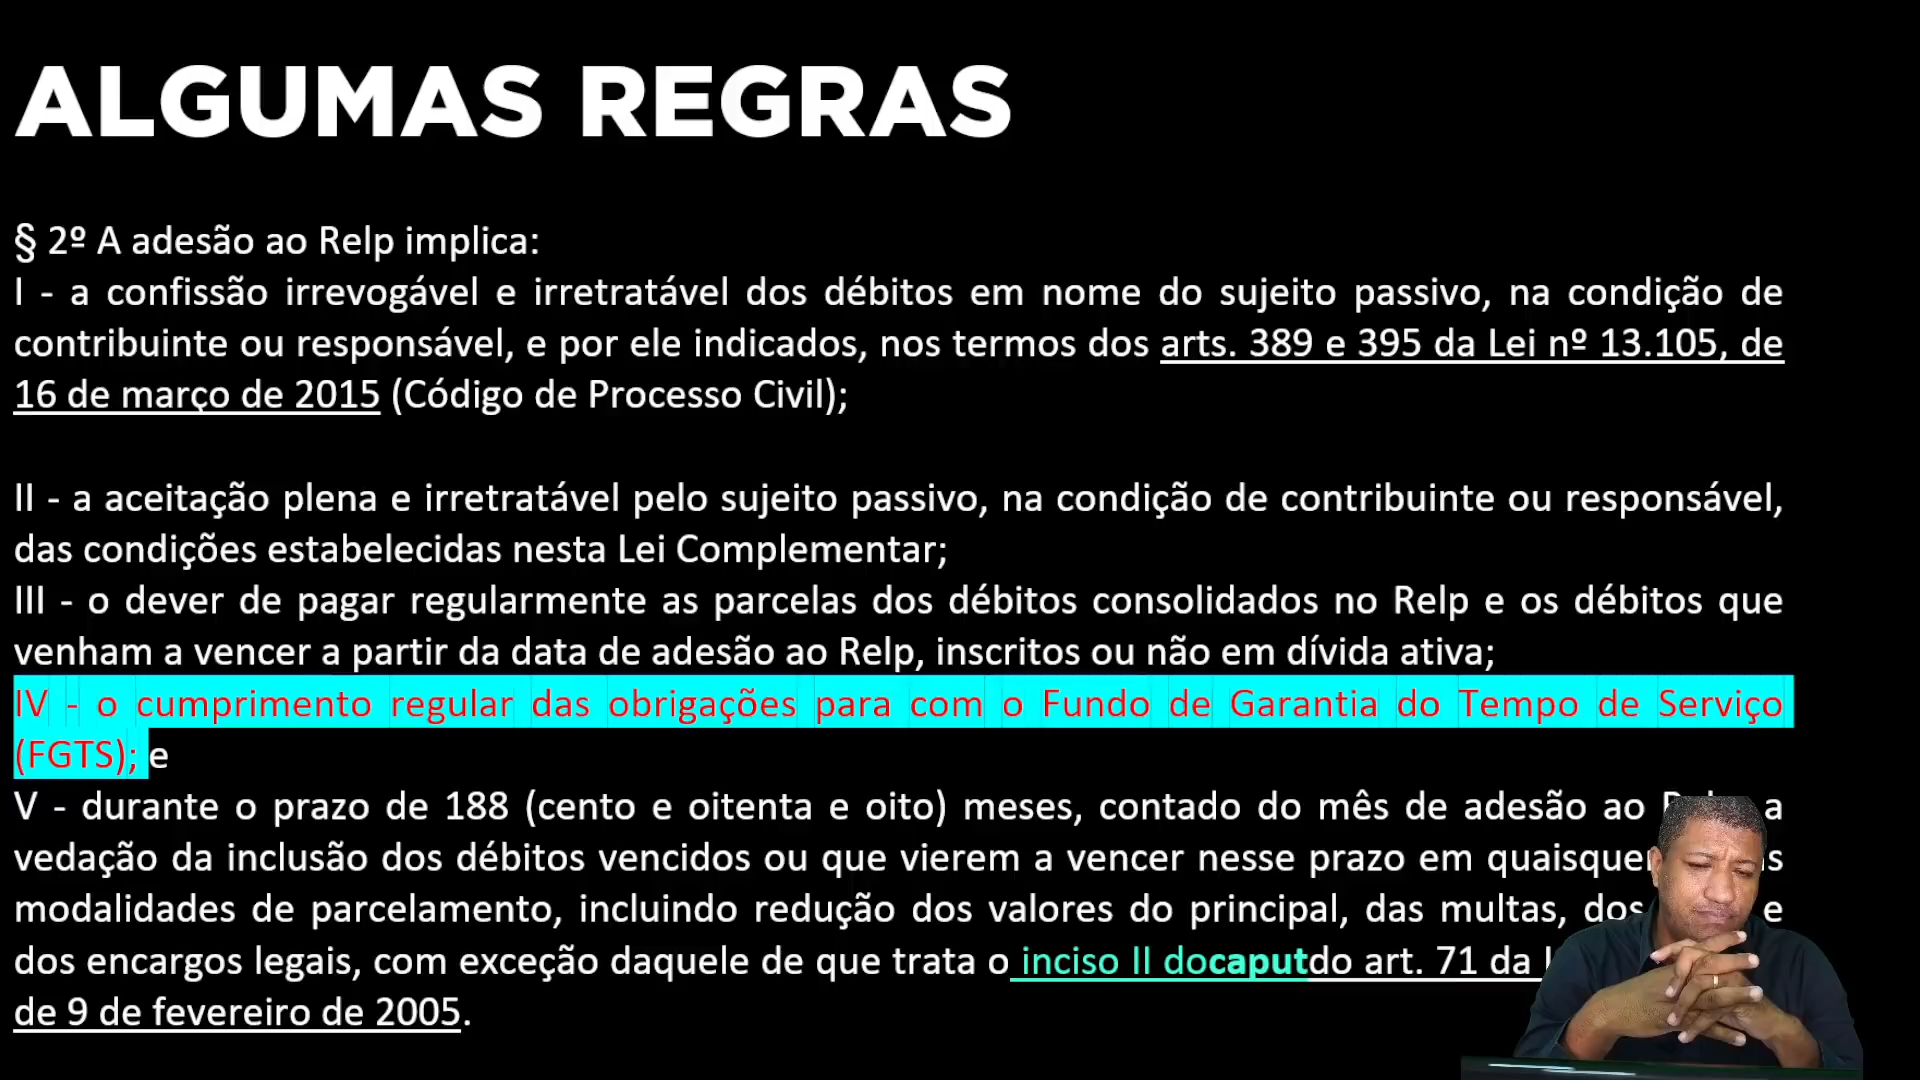 ALGUMAS REGRAS
§ 2º A adesão ao Relp implica:
I - a confissão irrevogável e irretratável dos débitos em nome do sujeito passivo, na condição de
contribuinte ou responsável, e por ele indicados, nos termos dos arts. 389 e 395 da Lei nº 13.105, de
16 de março de 2015 (Código de Processo Civil);
II - a aceitação plena e irretratável pelo sujeito passivo, na condição de contribuinte ou responsável,
das condições estabelecidas nesta Lei Complementar;
III - o dever de pagar regularmente as parcelas dos débitos consolidados no Relp e os débitos que
venham a vencer a partir da data de adesão ao Relp, inscritos ou não em dívida ativa;
IV - o cumprimento regular das obrigações para com o Fundo de Garantia do Tempo de Serviço
(FGTS); e
V - durante o prazo de 188 (cento e oitenta e oito) meses, contado do mês de adesão ao a
vedação da inclusão dos débitos vencidos ou que vierem a vencer nesse prazo em
modalidades de parcelamento, incluindo redução dos valores do principal, das multas, dos e
dos encargos legais, com exceção daquele de que trata o inciso II docaputdo art. 71 da
de 9 de fevereiro de 2005.